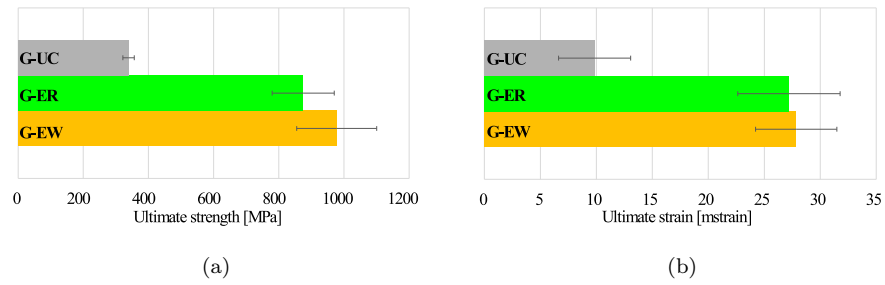 G-UC
G-ER
G-EW
0 200 400 600 800 1000 1200
Ultimate strength [MPa]
(a)
G-UC
G-ER
G-EW
0 5 10 15 20 25 30 35
Ultimate strain [mstrain]
(b)